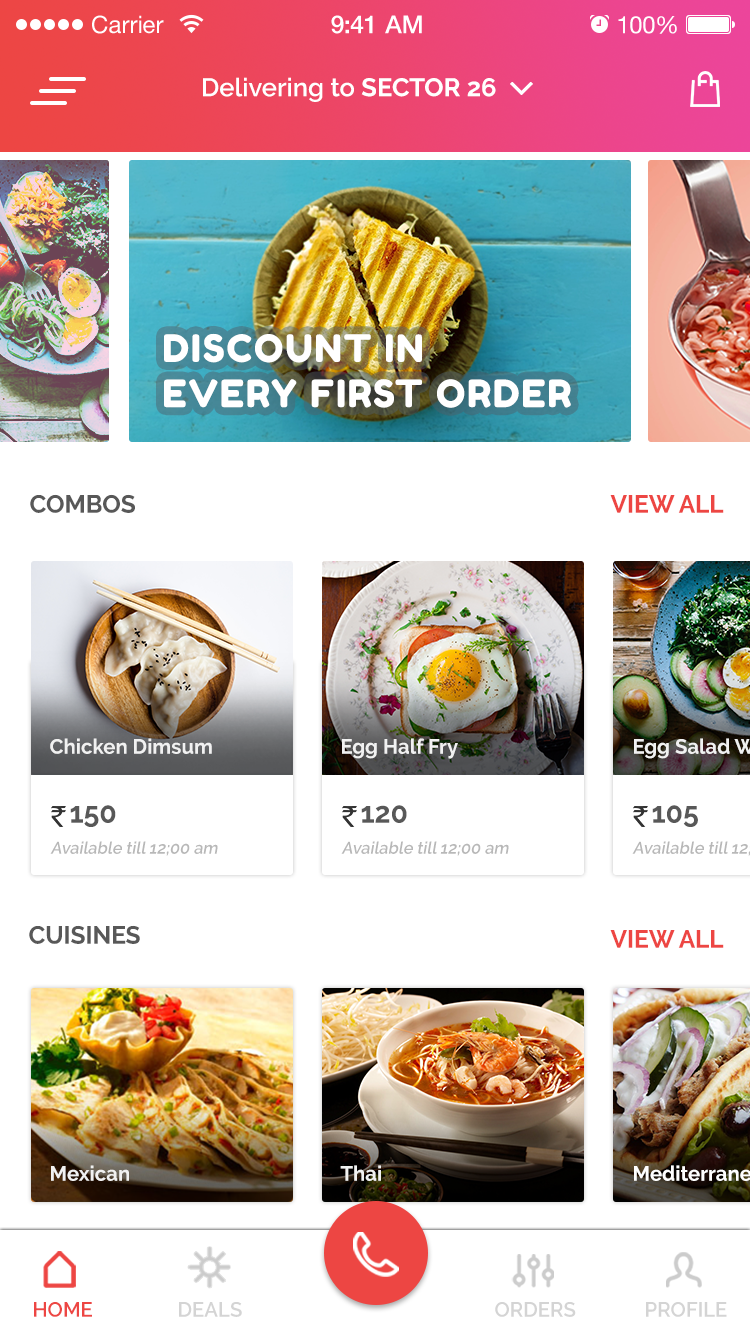 Carrier 9:41 AM 100%
Delivering to SECTOR 26
DISCOUNT IN
EVERY FIRST ORDER
COMBOS VIEW ALL
Chicken Dimsum Egg Half Fry Egg Salad W
₹150 ₹120 ₹105
Available till 12;00 am Available till 12;00 am Available till 12;
CUISINES VIEW ALL
Mexican Thai Mediterrane
HOME DEALS ORDERS PROFILE